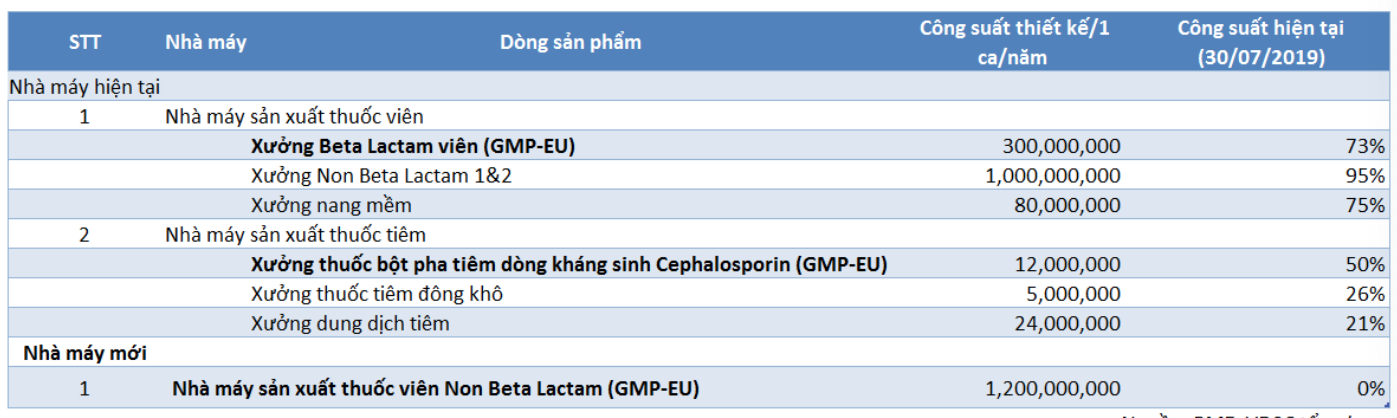 STT Nhà máy Dòng sản phẩm Công suất thiết kế/1 ca/năm Công suất hiện tại (30/07/2019)
Nhà máy hiện tại
1 Nhà máy sản xuất thuốc viên
Xưởng Beta Lactam viên (GMP-EU) 300,000,000 73%
Xưởng Non Beta Lactam 1&2 1,000,000,000 95%
Xưởng nang mềm 80,000,000 75%
2 Nhà máy sản xuất thuốc tiêm
Xưởng thuốc bột pha tiêm dòng kháng sinh Cephalosporin (GMP-EU) 12,000,000 50%
Xưởng thuốc tiêm đông khô 5,000,000 26%
Xưởng dung dịch tiêm 24,000,000 21%
Nhà máy mới
1 Nhà máy sản xuất thuốc viên Non Beta Lactam (GMP-EU) 1,200,000,000 0%